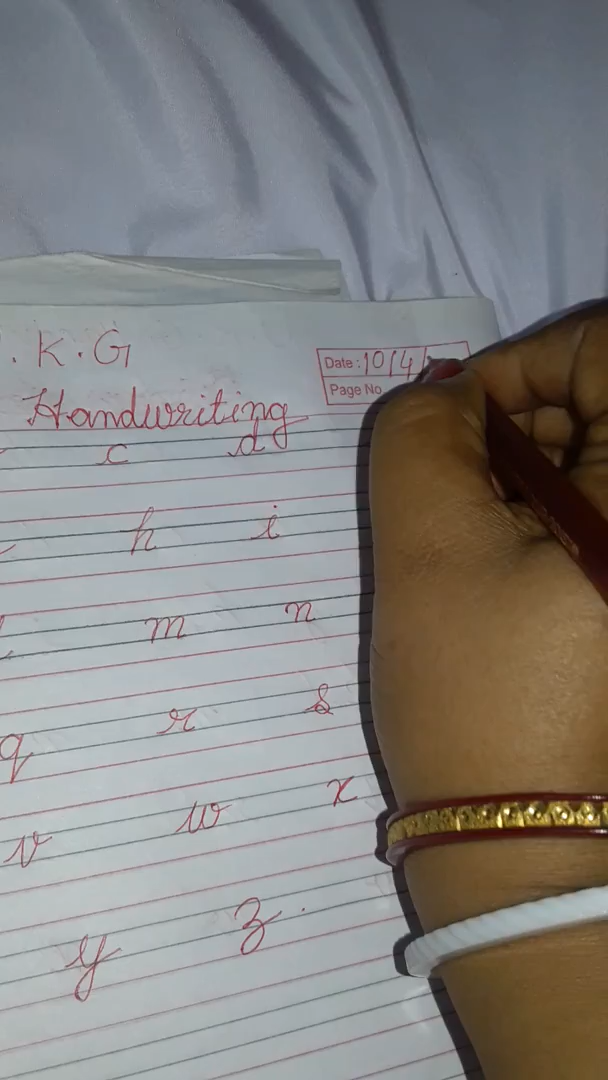 . K. G
Date : 10/4/
Page No
Handwriting
c d
h i
m n
q r s
v w x
y z .